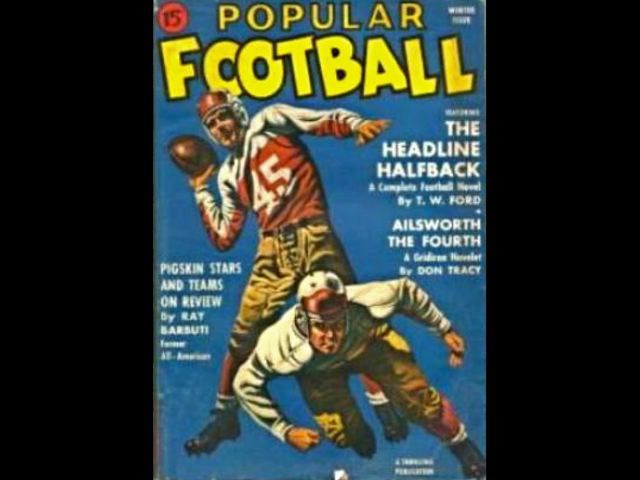 15¢
POPULAR
WINTER
ISSUE
FOOTBALL
FEATURING
THE
HEADLINE
HALFBACK
A Complete Football Novel
By T. W. FORD
AILSWORTH
THE FOURTH
A Gridiron Novelet
By DON TRACY
45
PIGSKIN STARS
AND TEAMS
ON REVIEW
By RAY
BARBUTI
Former
All-American
A THRILLING
PUBLICATION